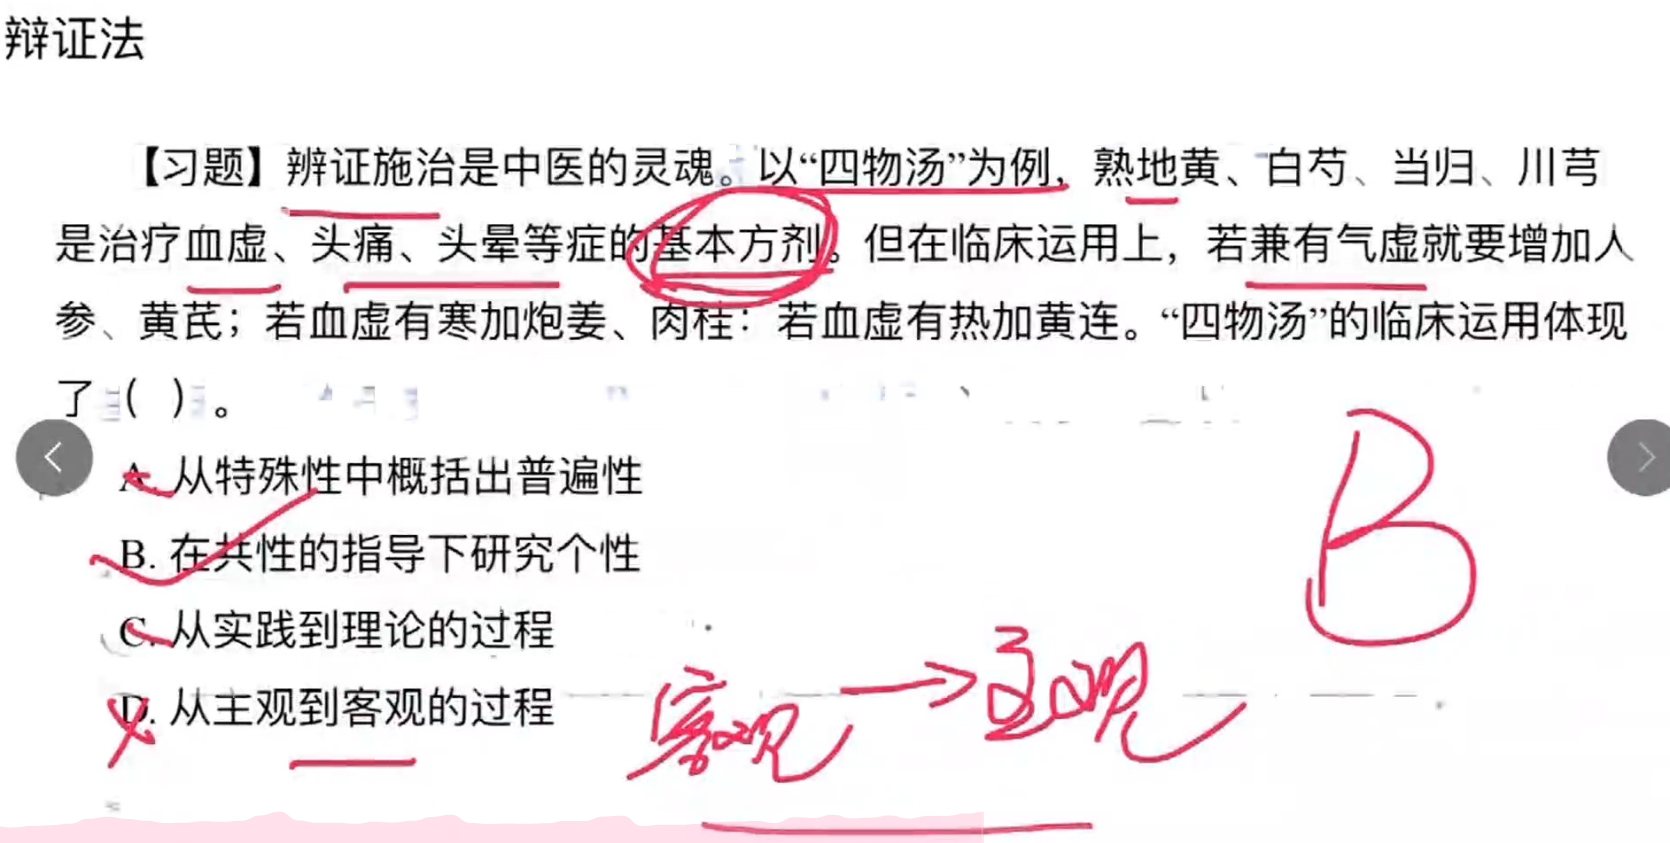 辩证法
【习题】辨证施治是中医的灵魂。以“四物汤”为例，熟地黄、白芍、当归、川芎
是治疗血虚、头痛、头晕等症的基本方剂。但在临床运用上，若兼有气虚就要增加人
参、黄芪；若血虚有寒加炮姜、肉桂：若血虚有热加黄连。“四物汤”的临床运用体现
了（ ）。
A. 从特殊性中概括出普遍性
B. 在共性的指导下研究个性
C. 从实践到理论的过程
D. 从主观到客观的过程
B
客观→主观